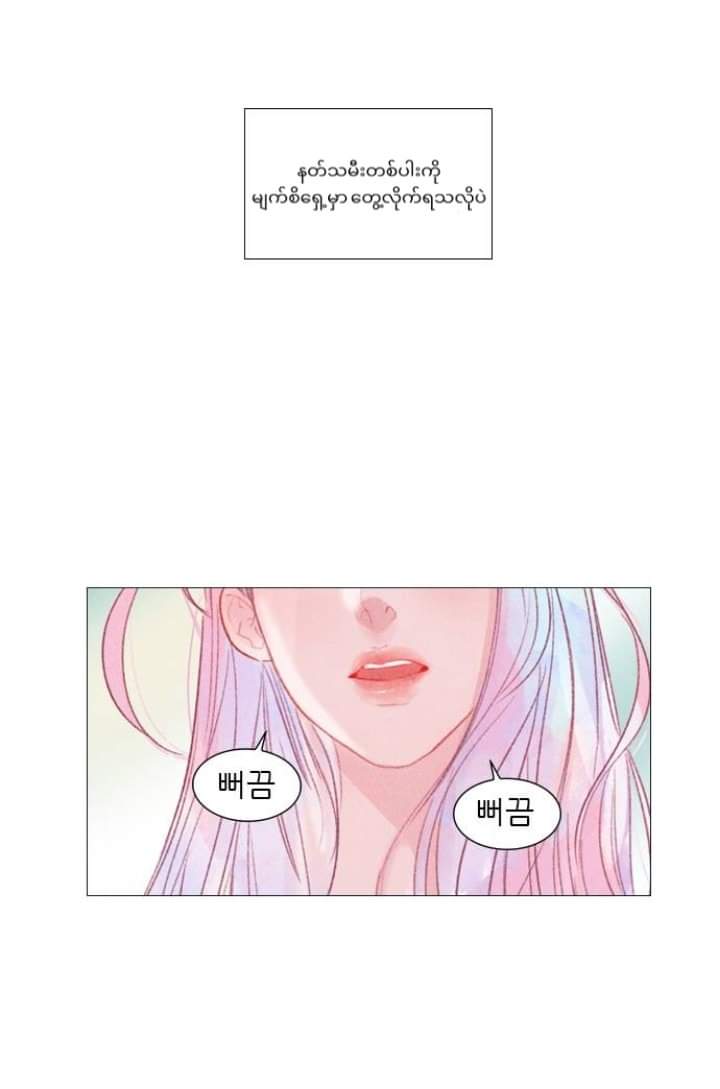 နတ်သမီးတစ်ပါးကို
မျက်စိရှေ့မှာ တွေ့လိုက်ရသလိုပဲ
뻐끔
뻐끔